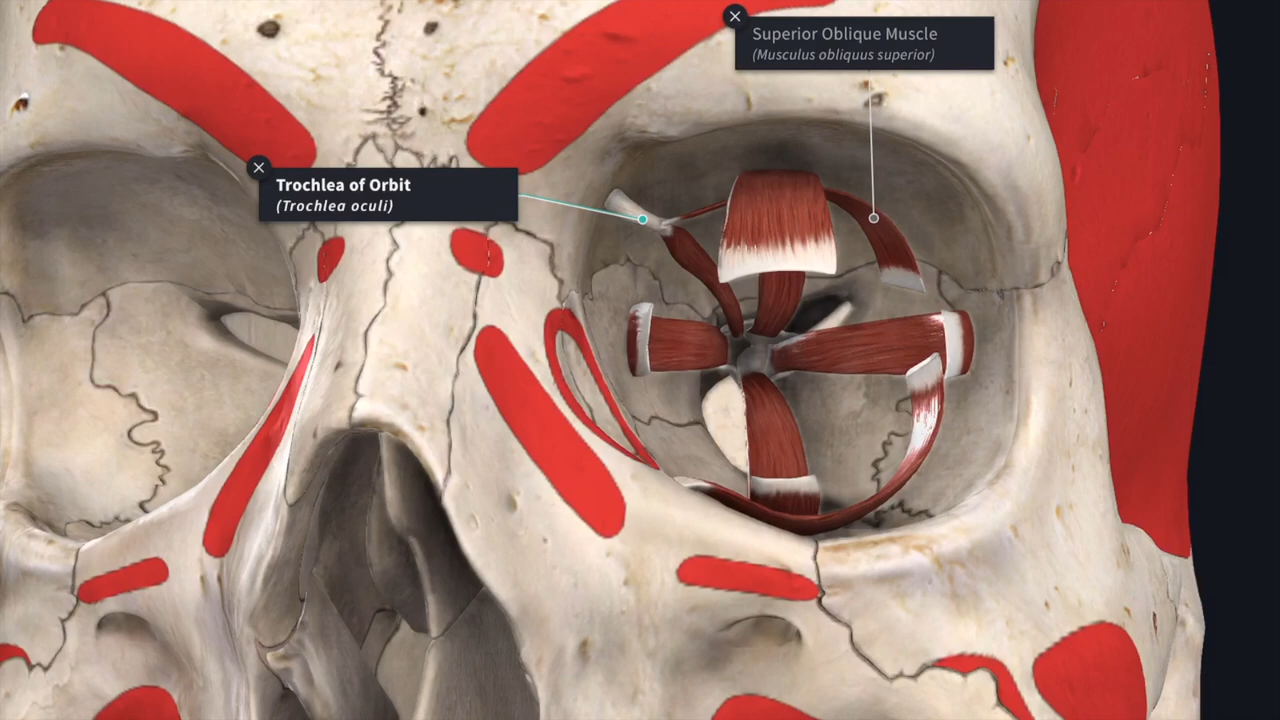 Superior Oblique Muscle
(Musculus obliquus superior)
Trochlea of Orbit
(Trochlea oculi)